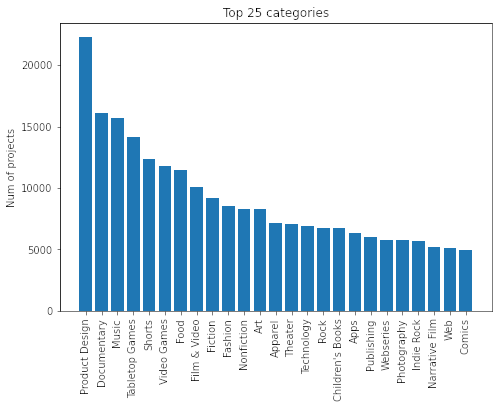 Top 25 categories
Num of projects
20000
15000
10000
5000
0
Product Design
Documentary
Music
Tabletop Games
Shorts
Video Games
Food
Film & Video
Fiction
Fashion
Nonfiction
Art
Apparel
Theater
Technology
Rock
Children's Books
Apps
Publishing
Webseries
Photography
Indie Rock
Narrative Film
Web
Comics